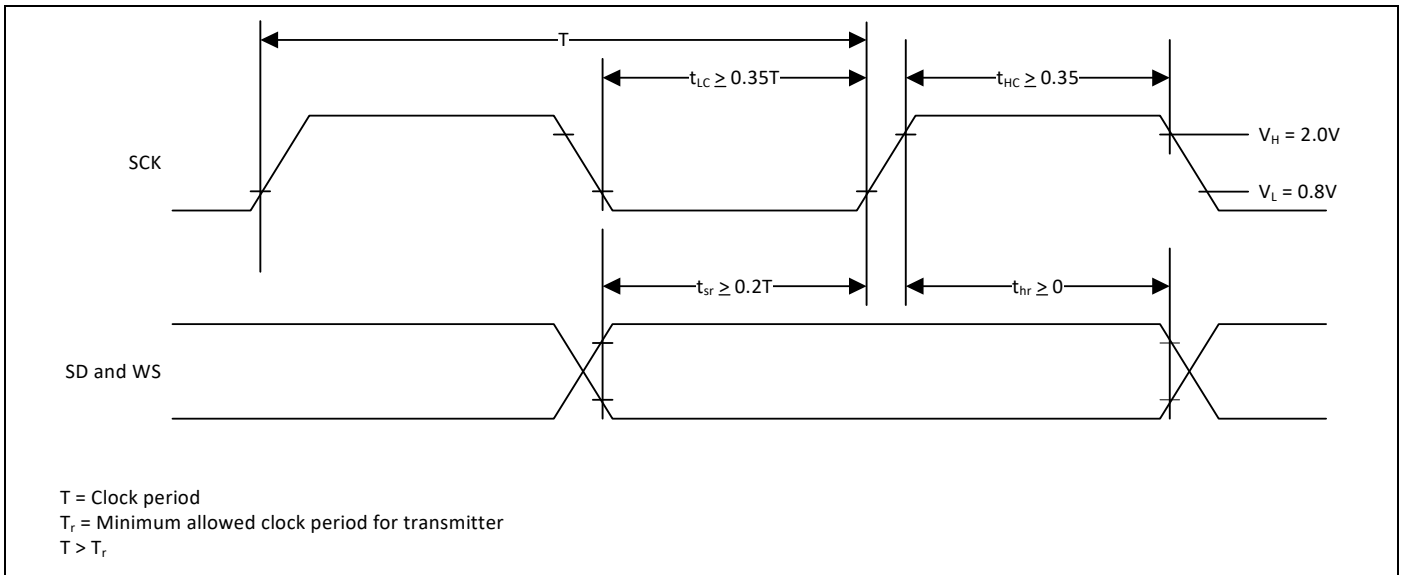 T
t_LC ≥ 0.35T
t_HC ≥ 0.35
SCK
V_H = 2.0V
V_L = 0.8V
t_sr ≥ 0.2T
t_hr ≥ 0
SD and WS
T = Clock period
T_r = Minimum allowed clock period for transmitter
T > T_r